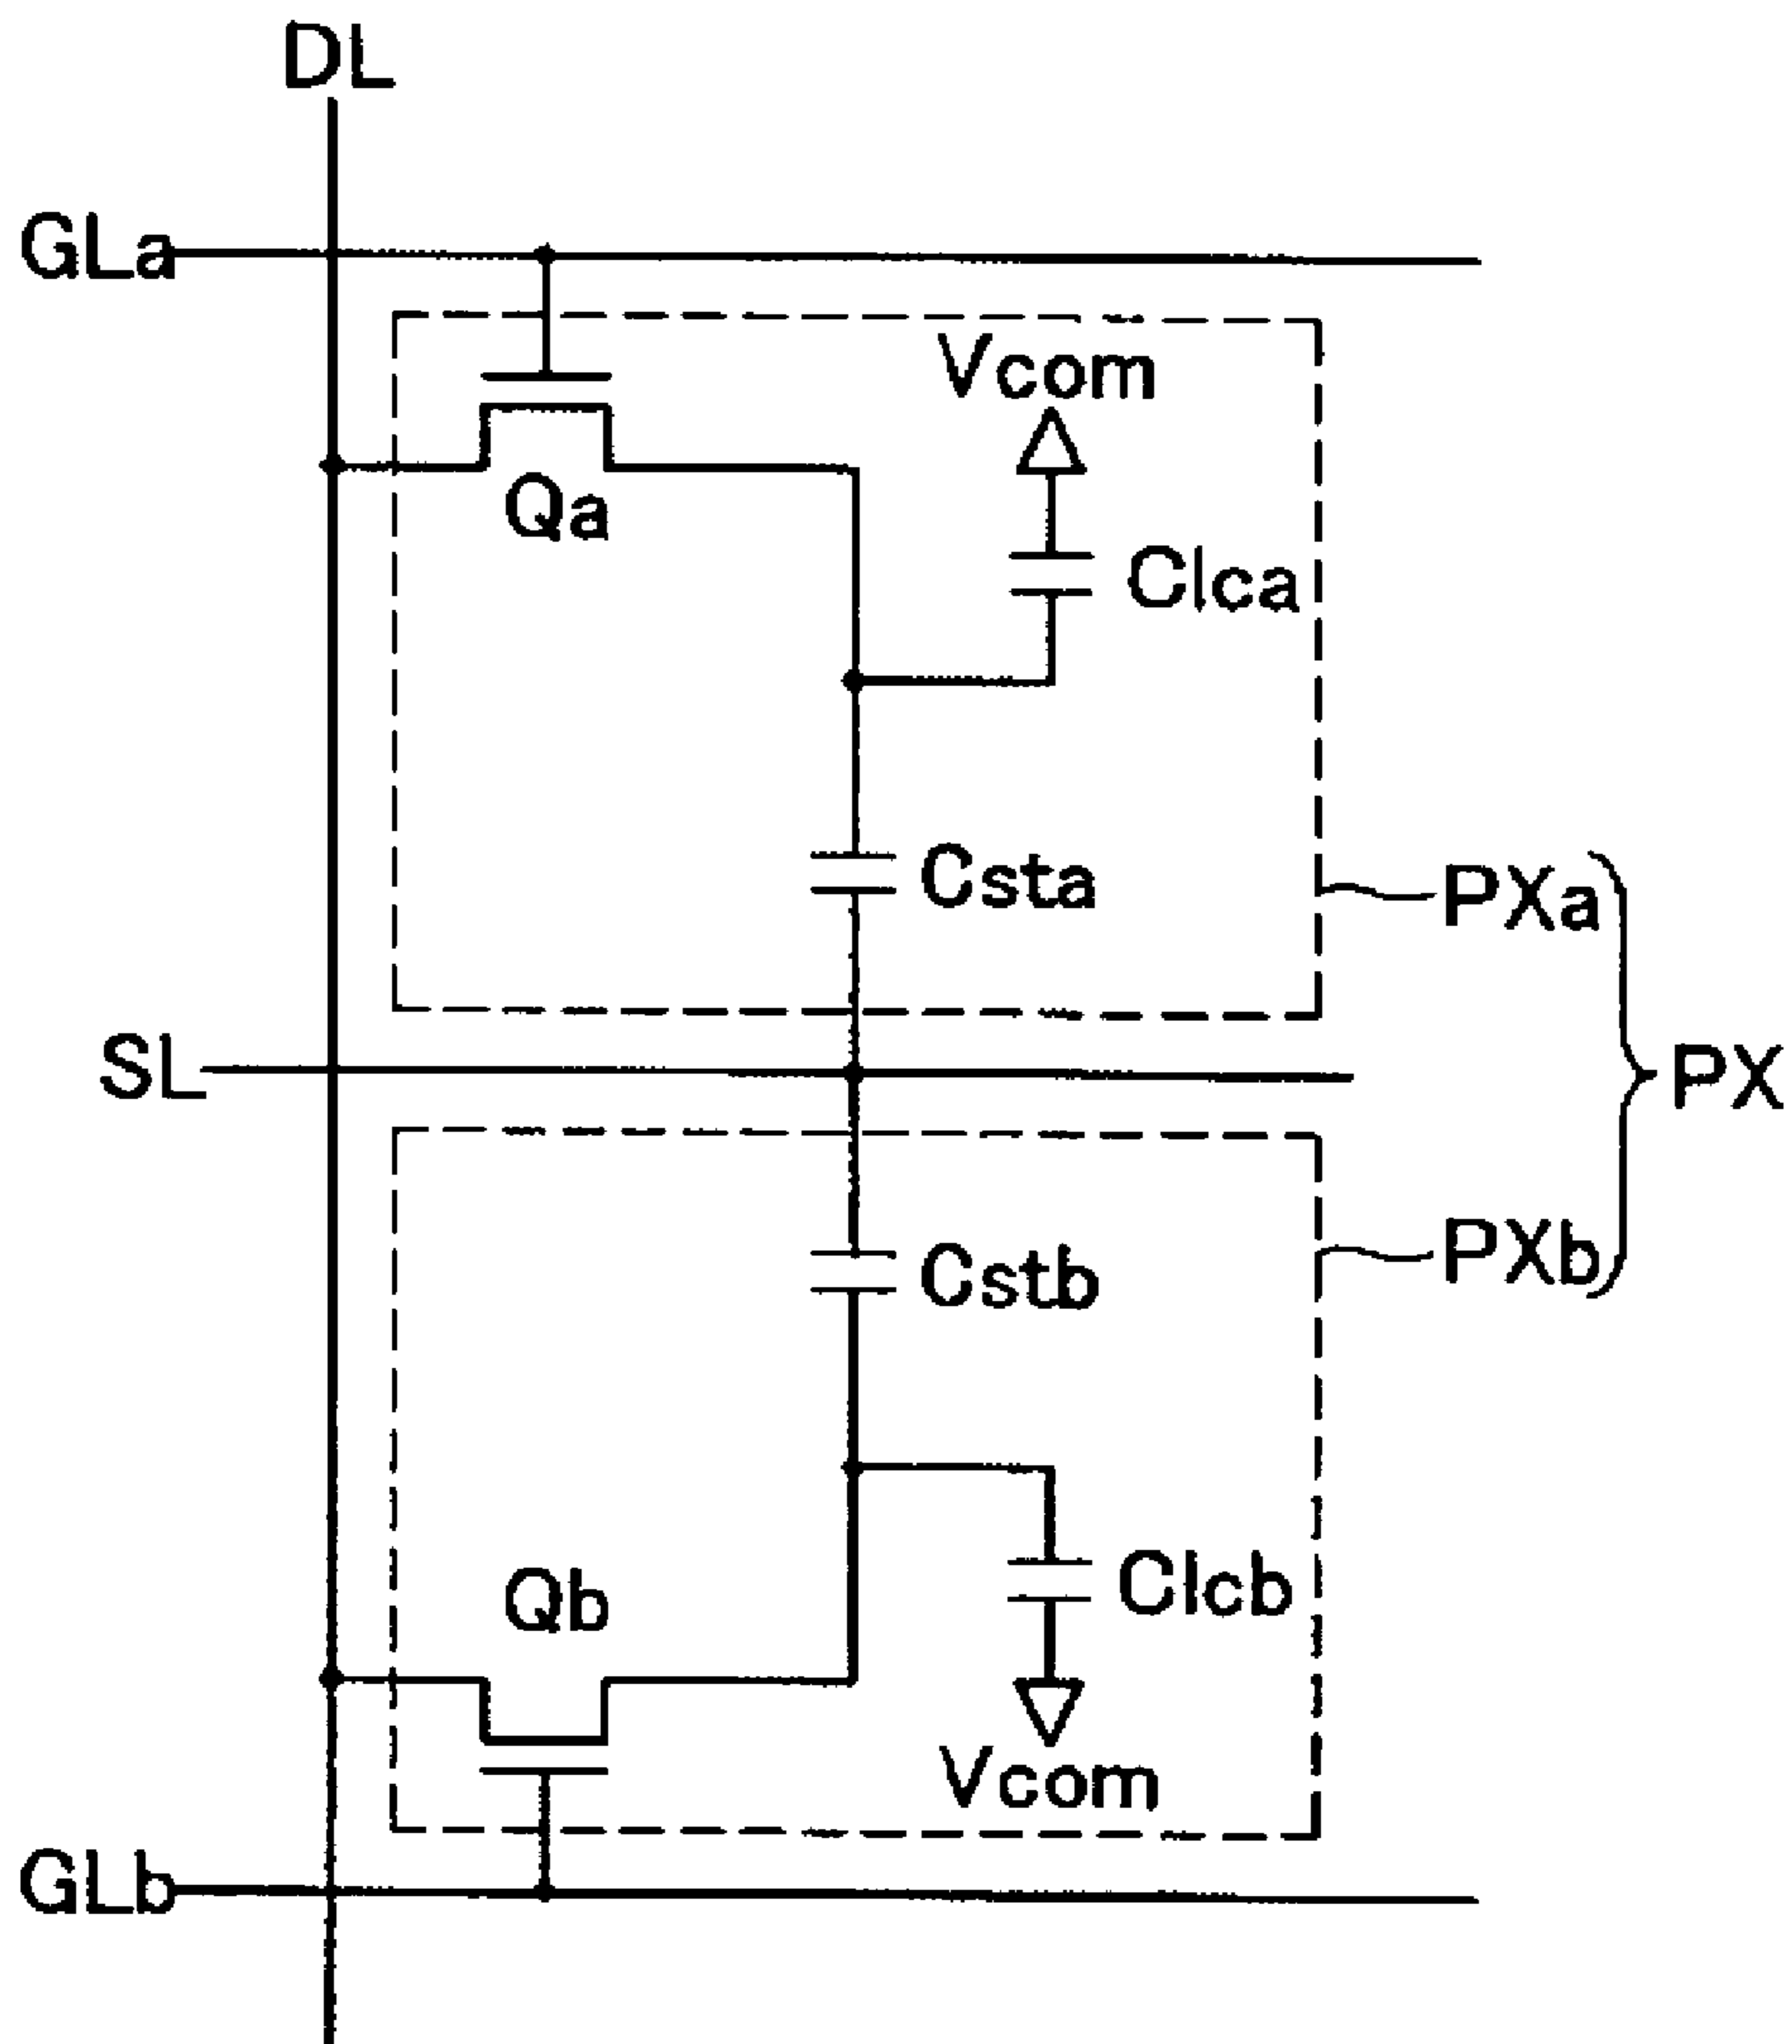 DL
GLa
Vcom
Qa
Clca
Csta
PXa
SL
PX
PXb
Cstb
Clcb
Qb
Vcom
GLb